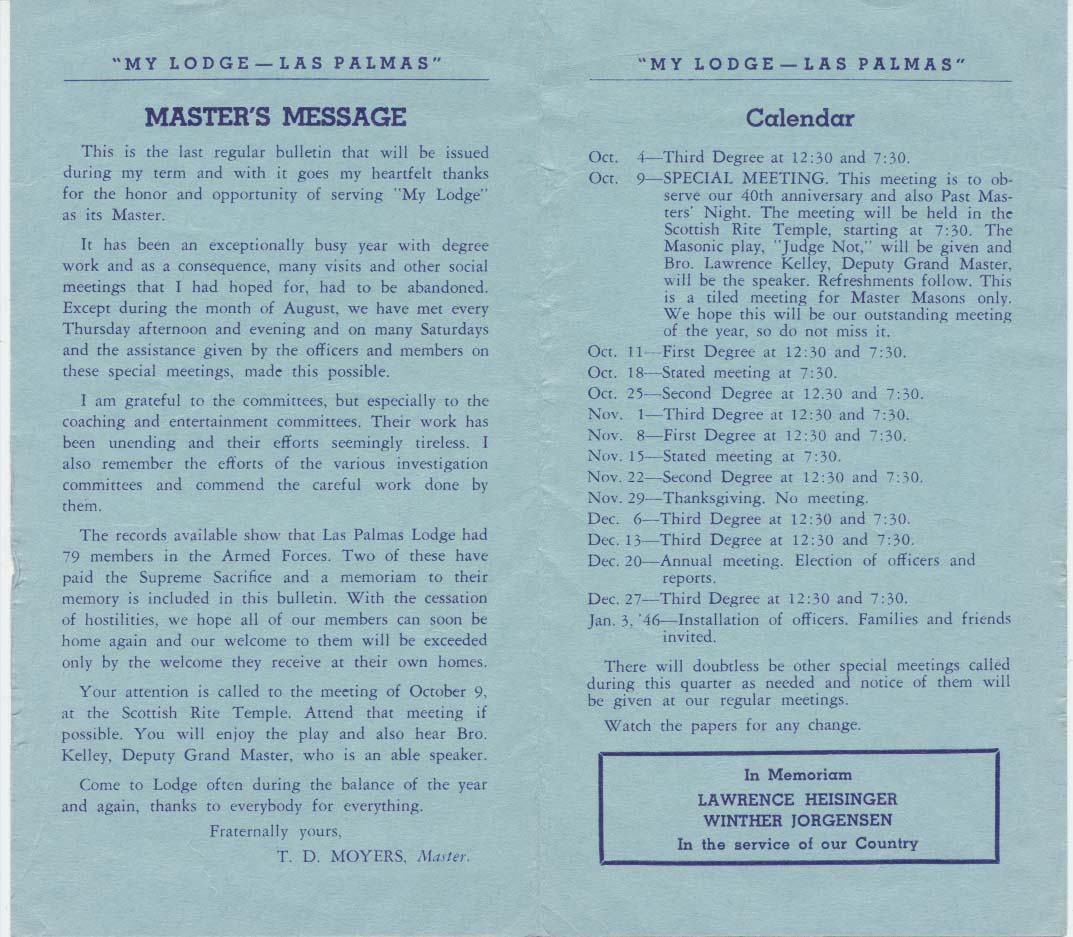 "MY LODGE — LAS PALMAS"
MASTER'S MESSAGE
This is the last regular bulletin that will be issued
during my term and with it goes my heartfelt thanks
for the honor and opportunity of serving "My Lodge"
as its Master.
It has been an exceptionally busy year with degree
work and as a consequence, many visits and other social
meetings that I had hoped for, had to be abandoned.
Except during the month of August, we have met every
Thursday afternoon and evening and on many Saturdays
and the assistance given by the officers and members on
these special meetings, made this possible.
I am grateful to the committees, but especially to the
coaching and entertainment committees. Their work has
been unending and their efforts seemingly tireless. I
also remember the efforts of the various investigation
committees and commend the careful work done by
them.
The records available show that Las Palmas Lodge had
79 members in the Armed Forces. Two of these have
paid the Supreme Sacrifice and a memoriam to their
memory is included in this bulletin. With the cessation
of hostilities, we hope all of our members can soon be
home again and our welcome to them will be exceeded
only by the welcome they receive at their own homes.
Your attention is called to the meeting of October 9,
at the Scottish Rite Temple. Attend that meeting if
possible. You will enjoy the play and also hear Bro.
Kelley, Deputy Grand Master, who is an able speaker.
Come to Lodge often during the balance of the year
and again, thanks to everybody for everything.
Fraternally yours,
T. D. MOYERS, Master.
"MY LODGE — LAS PALMAS"
Calendar
Oct. 4—Third Degree at 12:30 and 7:30.
Oct. 9—SPECIAL MEETING. This meeting is to ob-
serve our 40th anniversary and also Past Mas-
ters' Night. The meeting will be held in the
Scottish Rite Temple, starting at 7:30. The
Masonic play, "Judge Not," will be given and
Bro. Lawrence Kelley, Deputy Grand Master,
will be the speaker. Refreshments follow. This
is a tiled meeting for Master Masons only.
We hope this will be our outstanding meeting
of the year, so do not miss it.
Oct. 11—First Degree at 12:30 and 7:30.
Oct. 18—Stated meeting at 7:30.
Oct. 25—Second Degree at 12.30 and 7:30.
Nov. 1—Third Degree at 12:30 and 7:30.
Nov. 8—First Degree at 12:30 and 7:30.
Nov. 15—Stated meeting at 7:30.
Nov. 22—Second Degree at 12:30 and 7:30.
Nov. 29—Thanksgiving. No meeting.
Dec. 6—Third Degree at 12:30 and 7:30.
Dec. 13—Third Degree at 12:30 and 7:30.
Dec. 20—Annual meeting. Election of officers and
reports.
Dec. 27—Third Degree at 12:30 and 7:30.
Jan. 3, '46—Installation of officers. Families and friends
invited.
There will doubtless be other special meetings called
during this quarter as needed and notice of them will
be given at our regular meetings.
Watch the papers for any change.
In Memoriam
LAWRENCE HEISINGER
WINTHER JORGENSEN
In the service of our Country